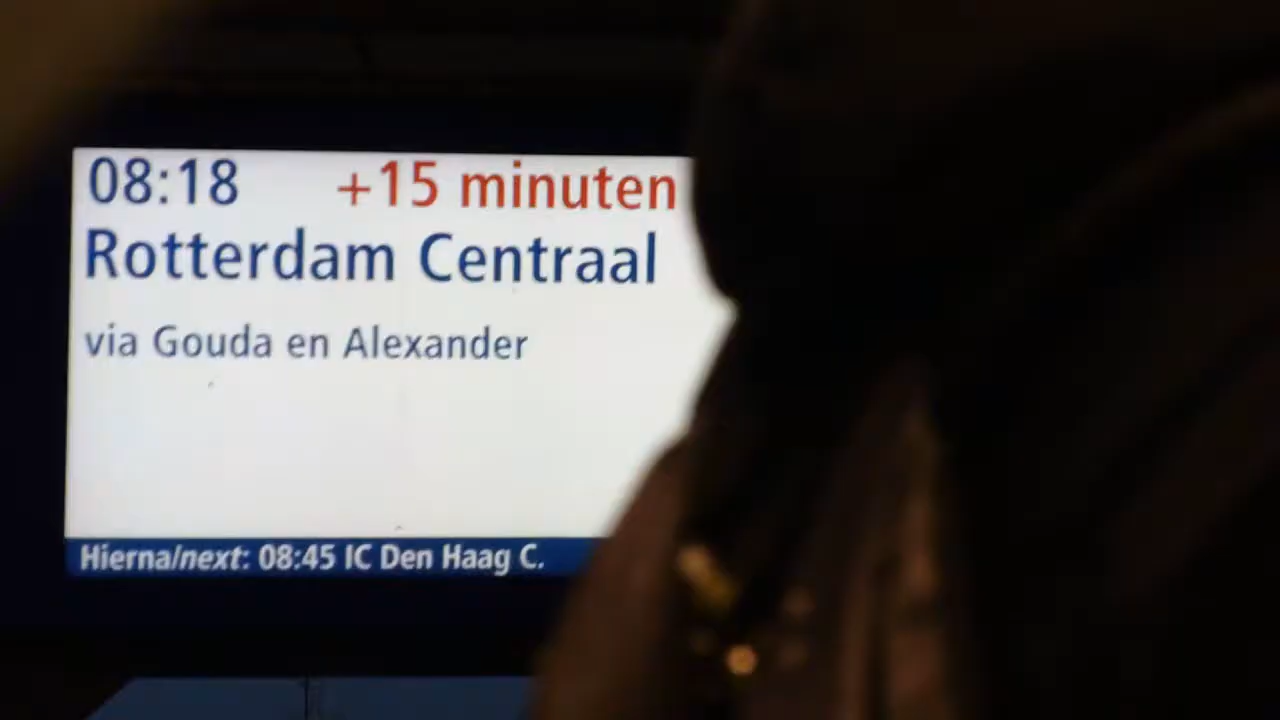 08:18 +15 minuten
Rotterdam Centraal
via Gouda en Alexander
Hierna/next: 08:45 IC Den Haag C.